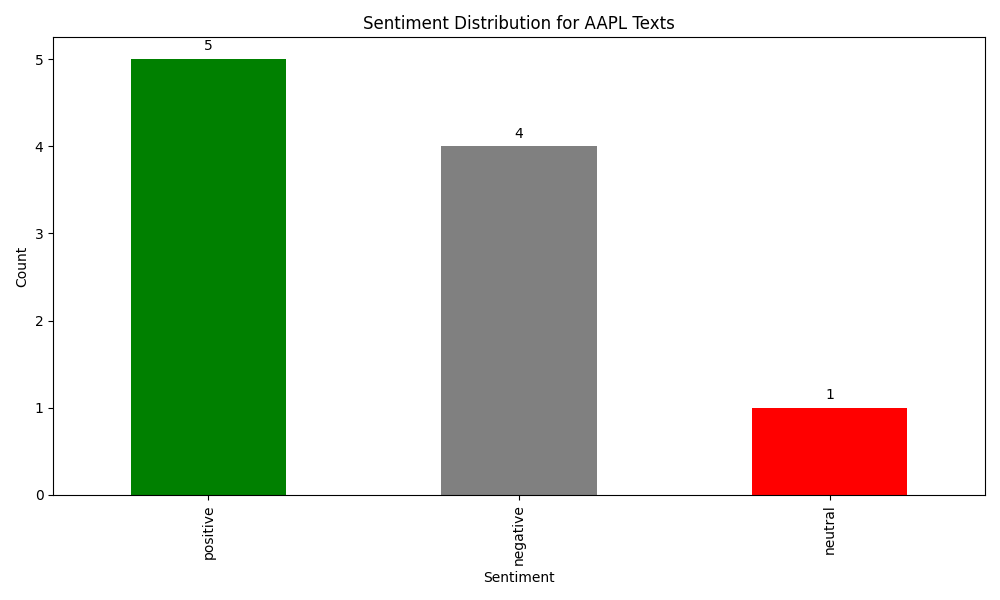 Sentiment Distribution for AAPL Texts
5
4
1
5
4
3
2
1
0
Count
positive
negative
neutral
Sentiment